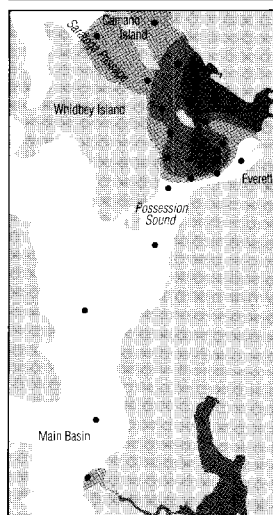 Camano
Island
Saratoga Passage
Whidbey Island
Everett
Possession
Sound
Main Basin